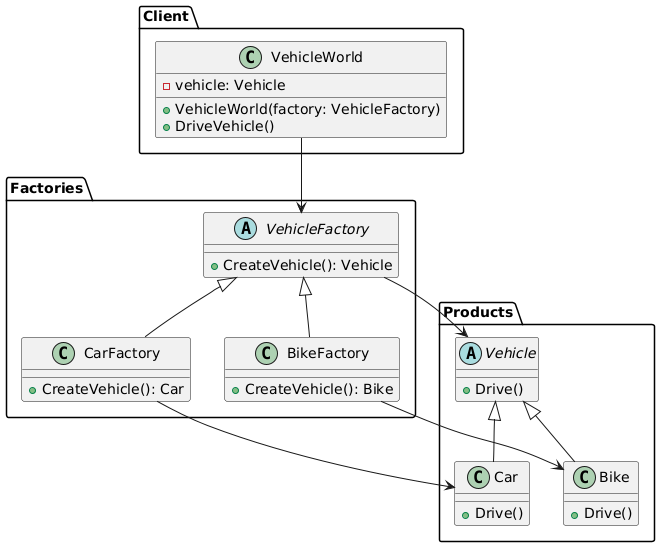 Client
C VehicleWorld
vehicle: Vehicle
VehicleWorld(factory: VehicleFactory)
DriveVehicle()
Factories
A VehicleFactory
CreateVehicle(): Vehicle
C CarFactory
CreateVehicle(): Car
C BikeFactory
CreateVehicle(): Bike
Products
A Vehicle
Drive()
C Car
Drive()
C Bike
Drive()